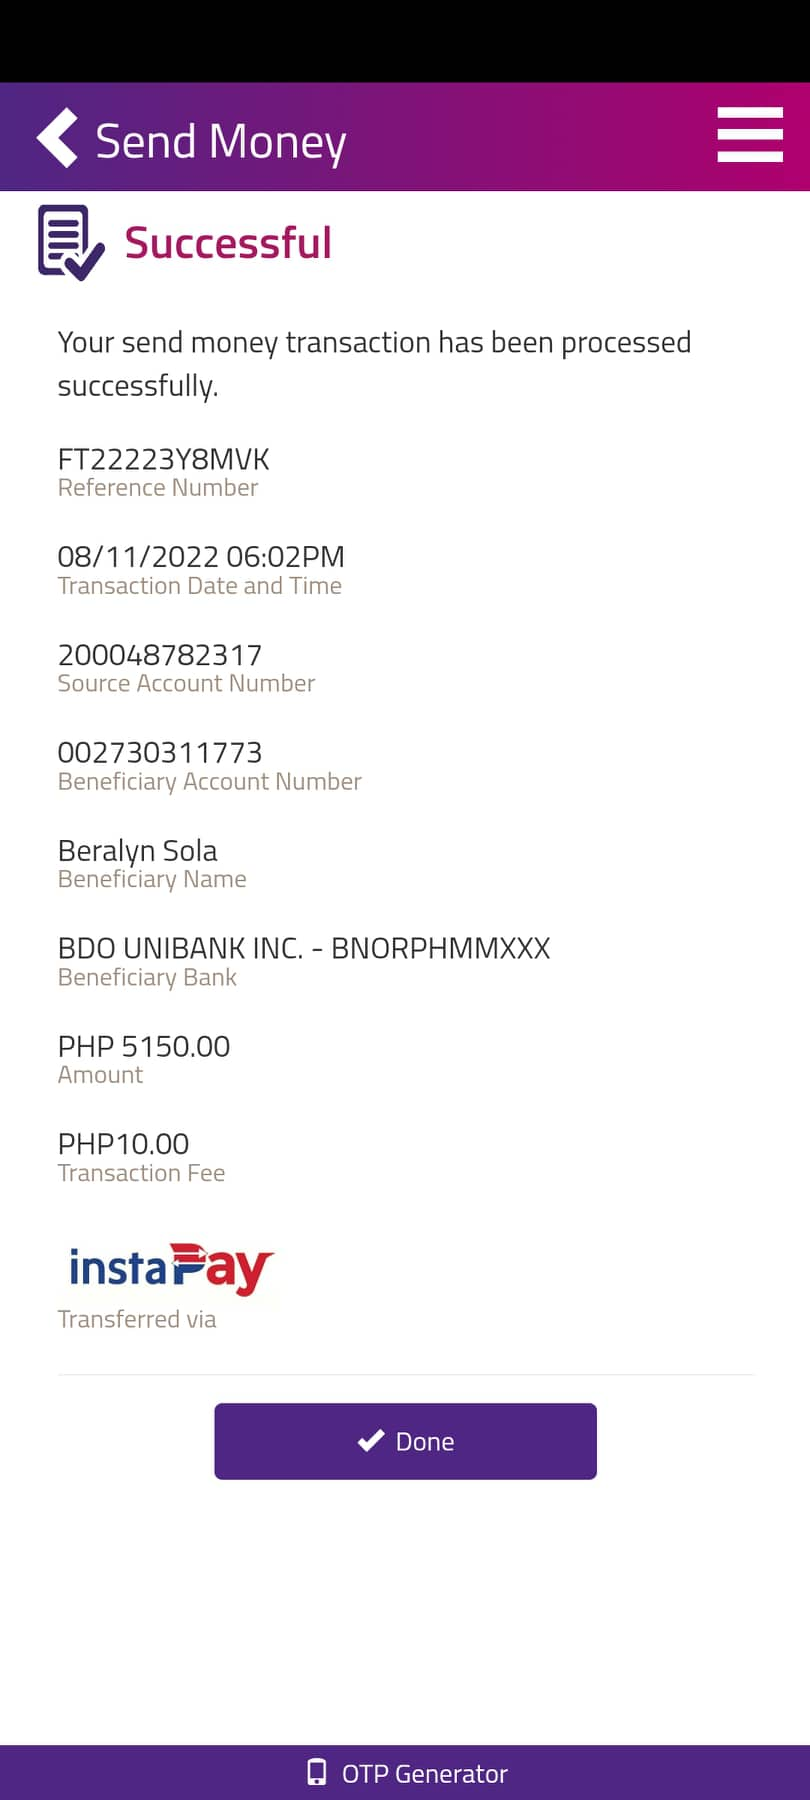 Send Money
Successful
Your send money transaction has been processed
successfully.
FT22223Y8MVK
Reference Number
08/11/2022 06:02PM
Transaction Date and Time
200048782317
Source Account Number
002730311773
Beneficiary Account Number
Beralyn Sola
Beneficiary Name
BDO UNIBANK INC. - BNORPHMMXXX
Beneficiary Bank
PHP 5150.00
Amount
PHP10.00
Transaction Fee
instaPay
Transferred via
Done
OTP Generator